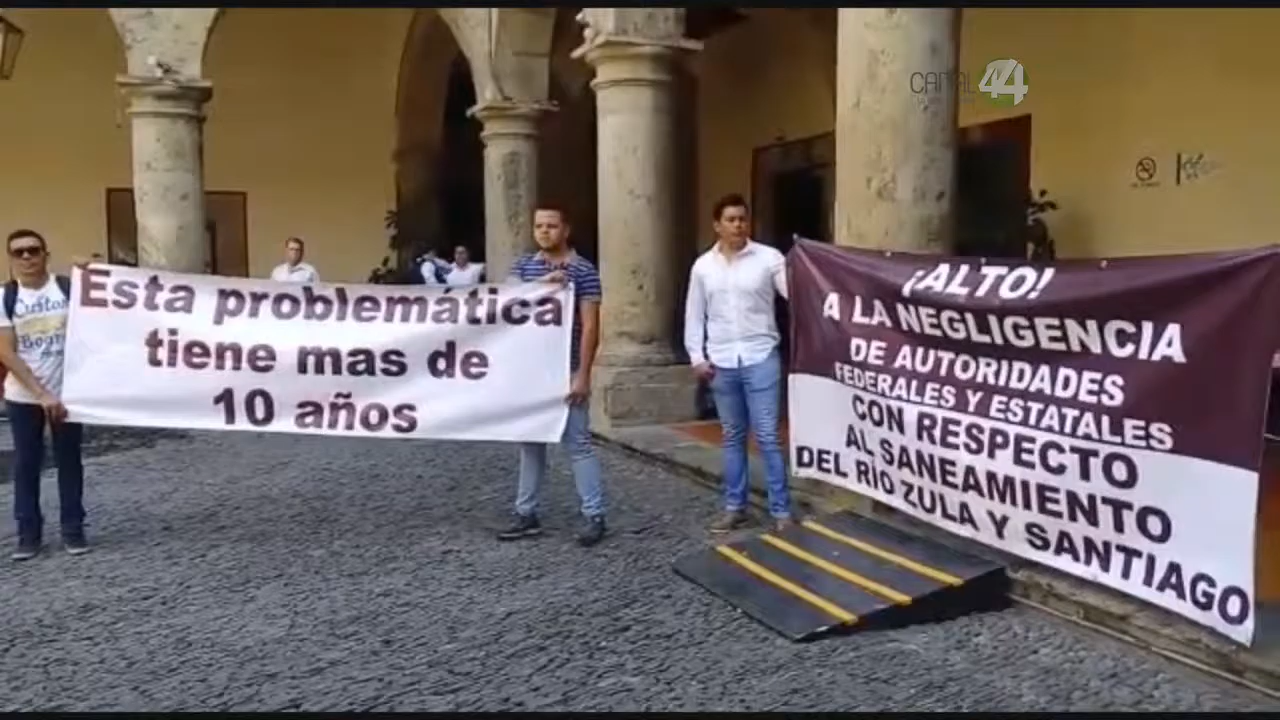 CANAL 44
Esta problemática
tiene mas de
10 años
¡ALTO!
A LA NEGLIGENCIA
DE AUTORIDADES
FEDERALES Y ESTATALES
CON RESPECTO
AL SANEAMIENTO
DEL RÍO ZULA Y SANTIAGO